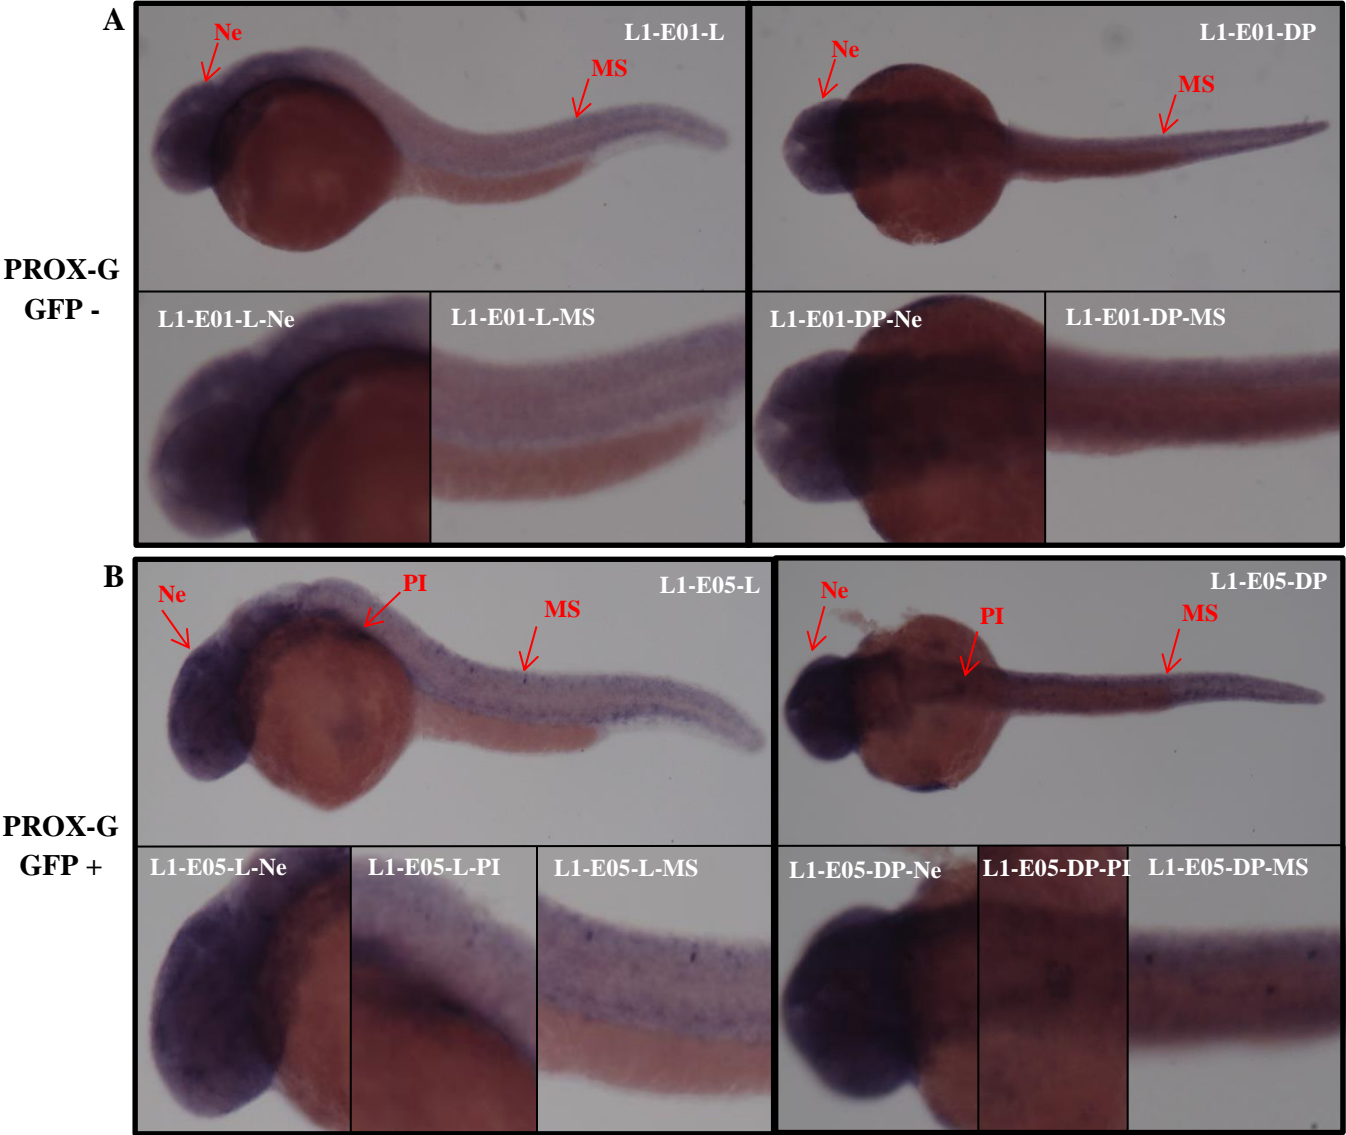 A
Ne
MS
L1-E01-L
Ne
MS
L1-E01-DP
PROX-G
GFP -
L1-E01-L-Ne
L1-E01-L-MS
L1-E01-DP-Ne
L1-E01-DP-MS
B
Ne
PI
MS
L1-E05-L
Ne
PI
MS
L1-E05-DP
PROX-G
GFP +
L1-E05-L-Ne
L1-E05-L-PI
L1-E05-L-MS
L1-E05-DP-Ne
L1-E05-DP-PI
L1-E05-DP-MS